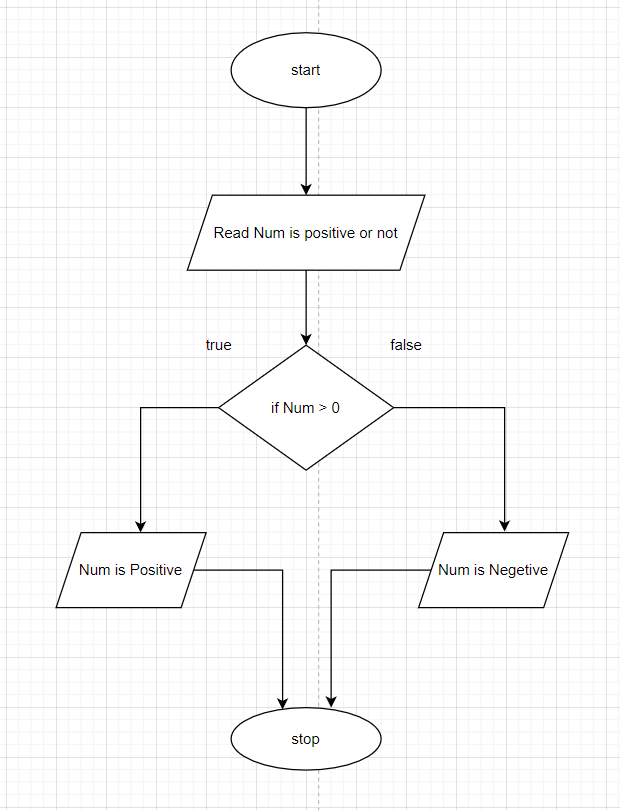 start
Read Num is positive or not
true
false
if Num > 0
Num is Positive
Num is Negetive
stop